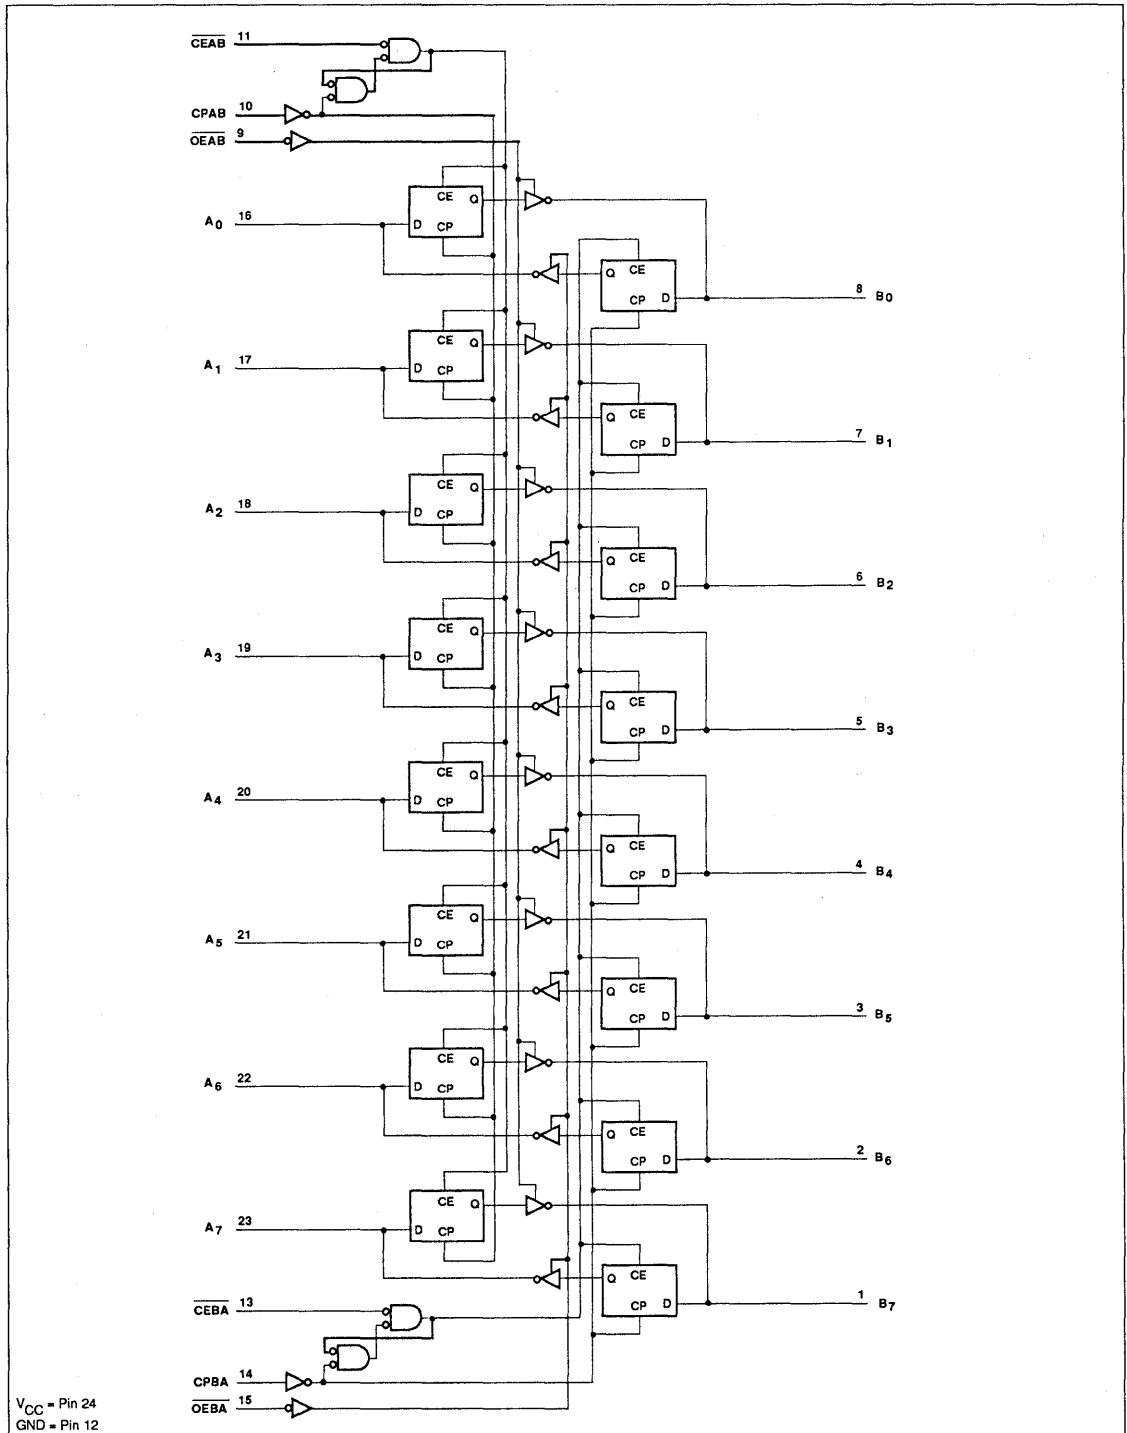 CEAB 11
CPAB 10
OEAB 9
CE Q
A0 16 D CP
Q CE
CP D 8 B0
CE Q
A1 17 D CP
Q CE
CP D 7 B1
CE Q
A2 18 D CP
Q CE
CP D 6 B2
CE Q
A3 19 D CP
Q CE
CP D 5 B3
CE Q
A4 20 D CP
Q CE
CP D 4 B4
CE Q
A5 21 D CP
Q CE
CP D 3 B5
CE Q
A6 22 D CP
Q CE
CP D 2 B6
CE Q
A7 23 D CP
Q CE
CP D 1 B7
CEBA 13
CPBA 14
OEBA 15
VCC = Pin 24
GND = Pin 12